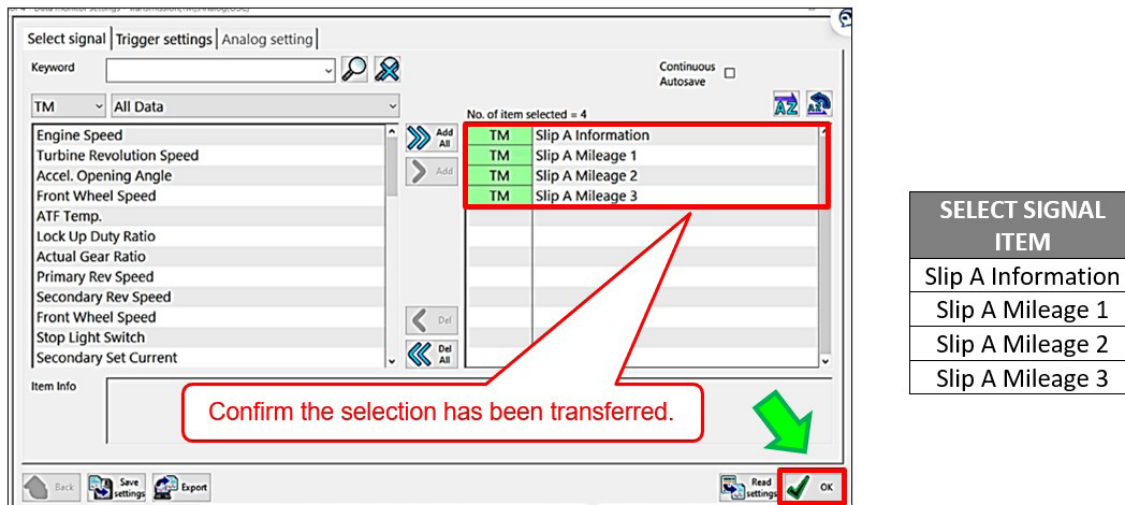 Select signal Trigger settings Analog setting
Keyword
Continuous
Autosave
TM All Data
No. of item selected = 4
AZ
Engine Speed
Turbine Revolution Speed
Accel. Opening Angle
Front Wheel Speed
ATF Temp.
Lock Up Duty Ratio
Actual Gear Ratio
Primary Rev Speed
Secondary Rev Speed
Front Wheel Speed
Stop Light Switch
Secondary Set Current
Add
All
Add
Del
Del
All
TM Slip A Information
TM Slip A Mileage 1
TM Slip A Mileage 2
TM Slip A Mileage 3
Item Info
Confirm the selection has been transferred.
Back
Save
settings
Export
Read
settings
OK
SELECT SIGNAL
ITEM
Slip A Information
Slip A Mileage 1
Slip A Mileage 2
Slip A Mileage 3